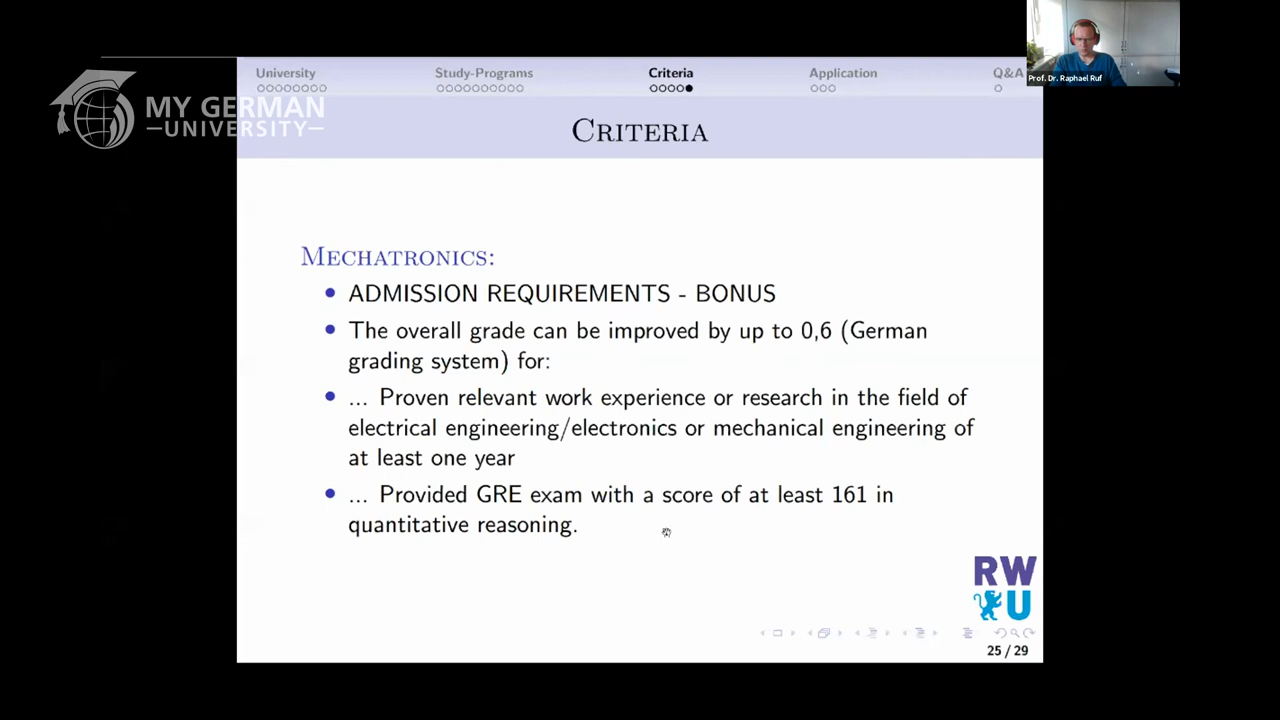 University
Study-Programs
Criteria
Application
Q&A
Prof. Dr. Raphael Ruf
MY GERMAN
UNIVERSITY
CRITERIA
MECHATRONICS:
ADMISSION REQUIREMENTS - BONUS
The overall grade can be improved by up to 0,6 (German
grading system) for:
... Proven relevant work experience or research in the field of
electrical engineering/electronics or mechanical engineering of
at least one year
... Provided GRE exam with a score of at least 161 in
quantitative reasoning.
RW
U
25 / 29